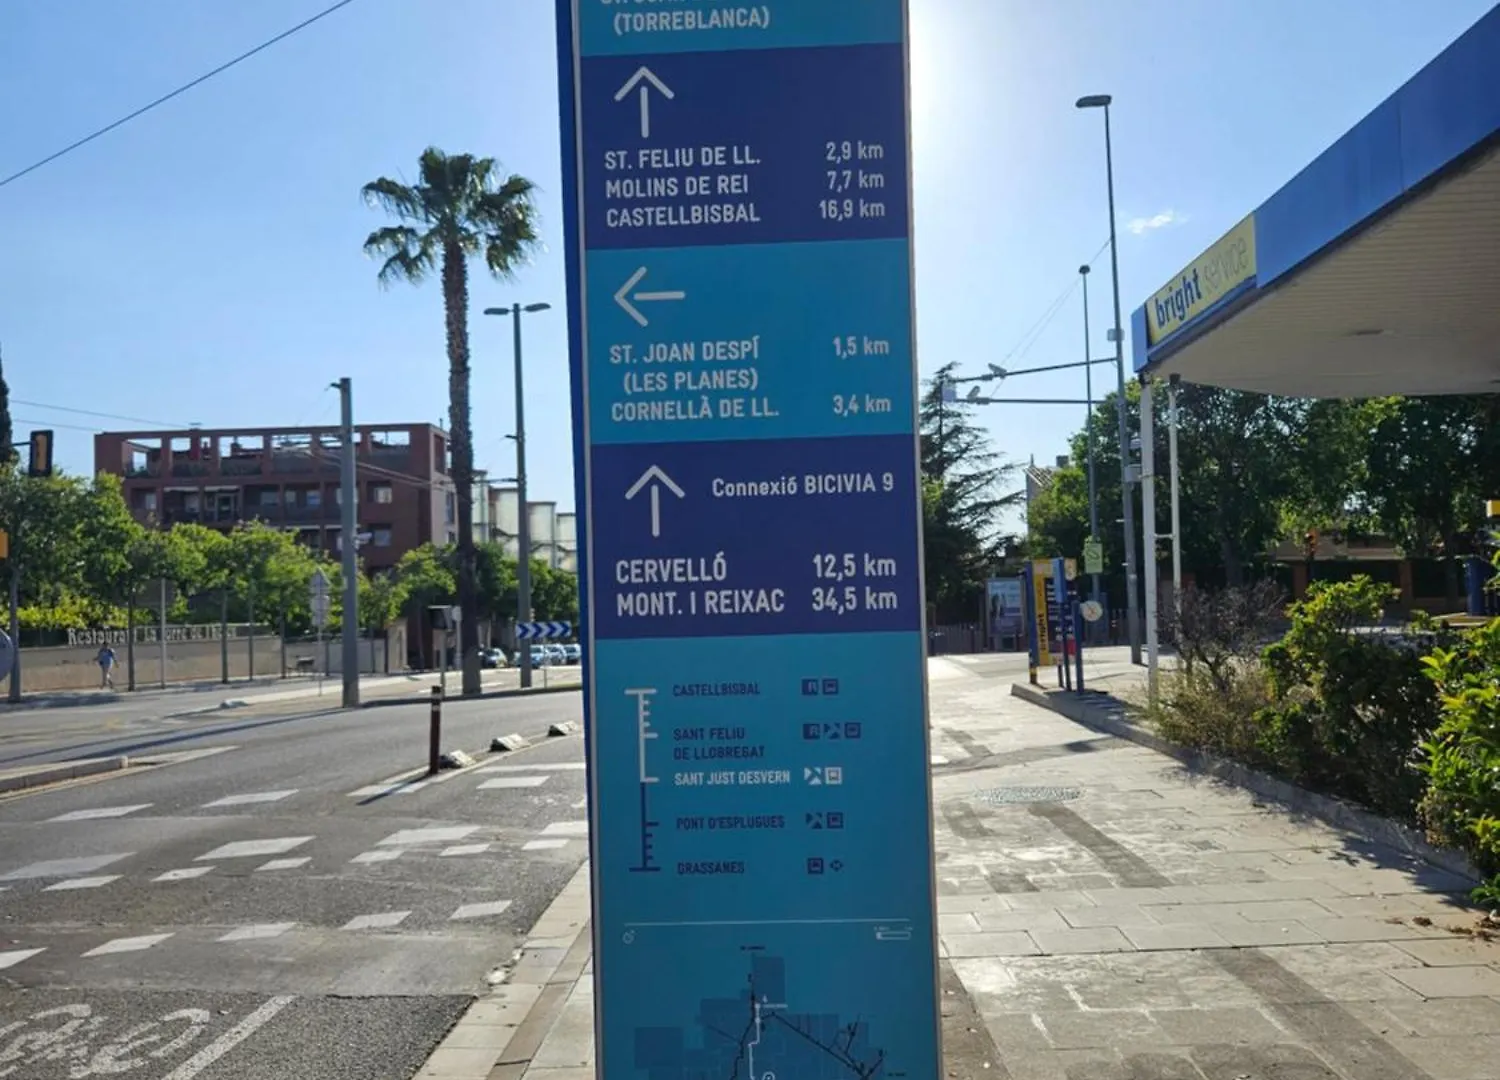 (TORREBLANCA)
ST. FELIU DE LL. 2,9 km
MOLINS DE REI 7,7 km
CASTELLBISBAL 16,9 km
ST. JOAN DESPÍ 1,5 km
(LES PLANES)
CORNELLÀ DE LL. 3,4 km
Connexió BICIVIA 9
CERVELLÓ 12,5 km
MONT. I REIXAC 34,5 km
CASTELLBISBAL R
SANT FELIU R
DE LLOBREGAT
SANT JUST DESVERN
PONT D'ESPLUGUES
GRASSANES
bright service
Restaurant
bright